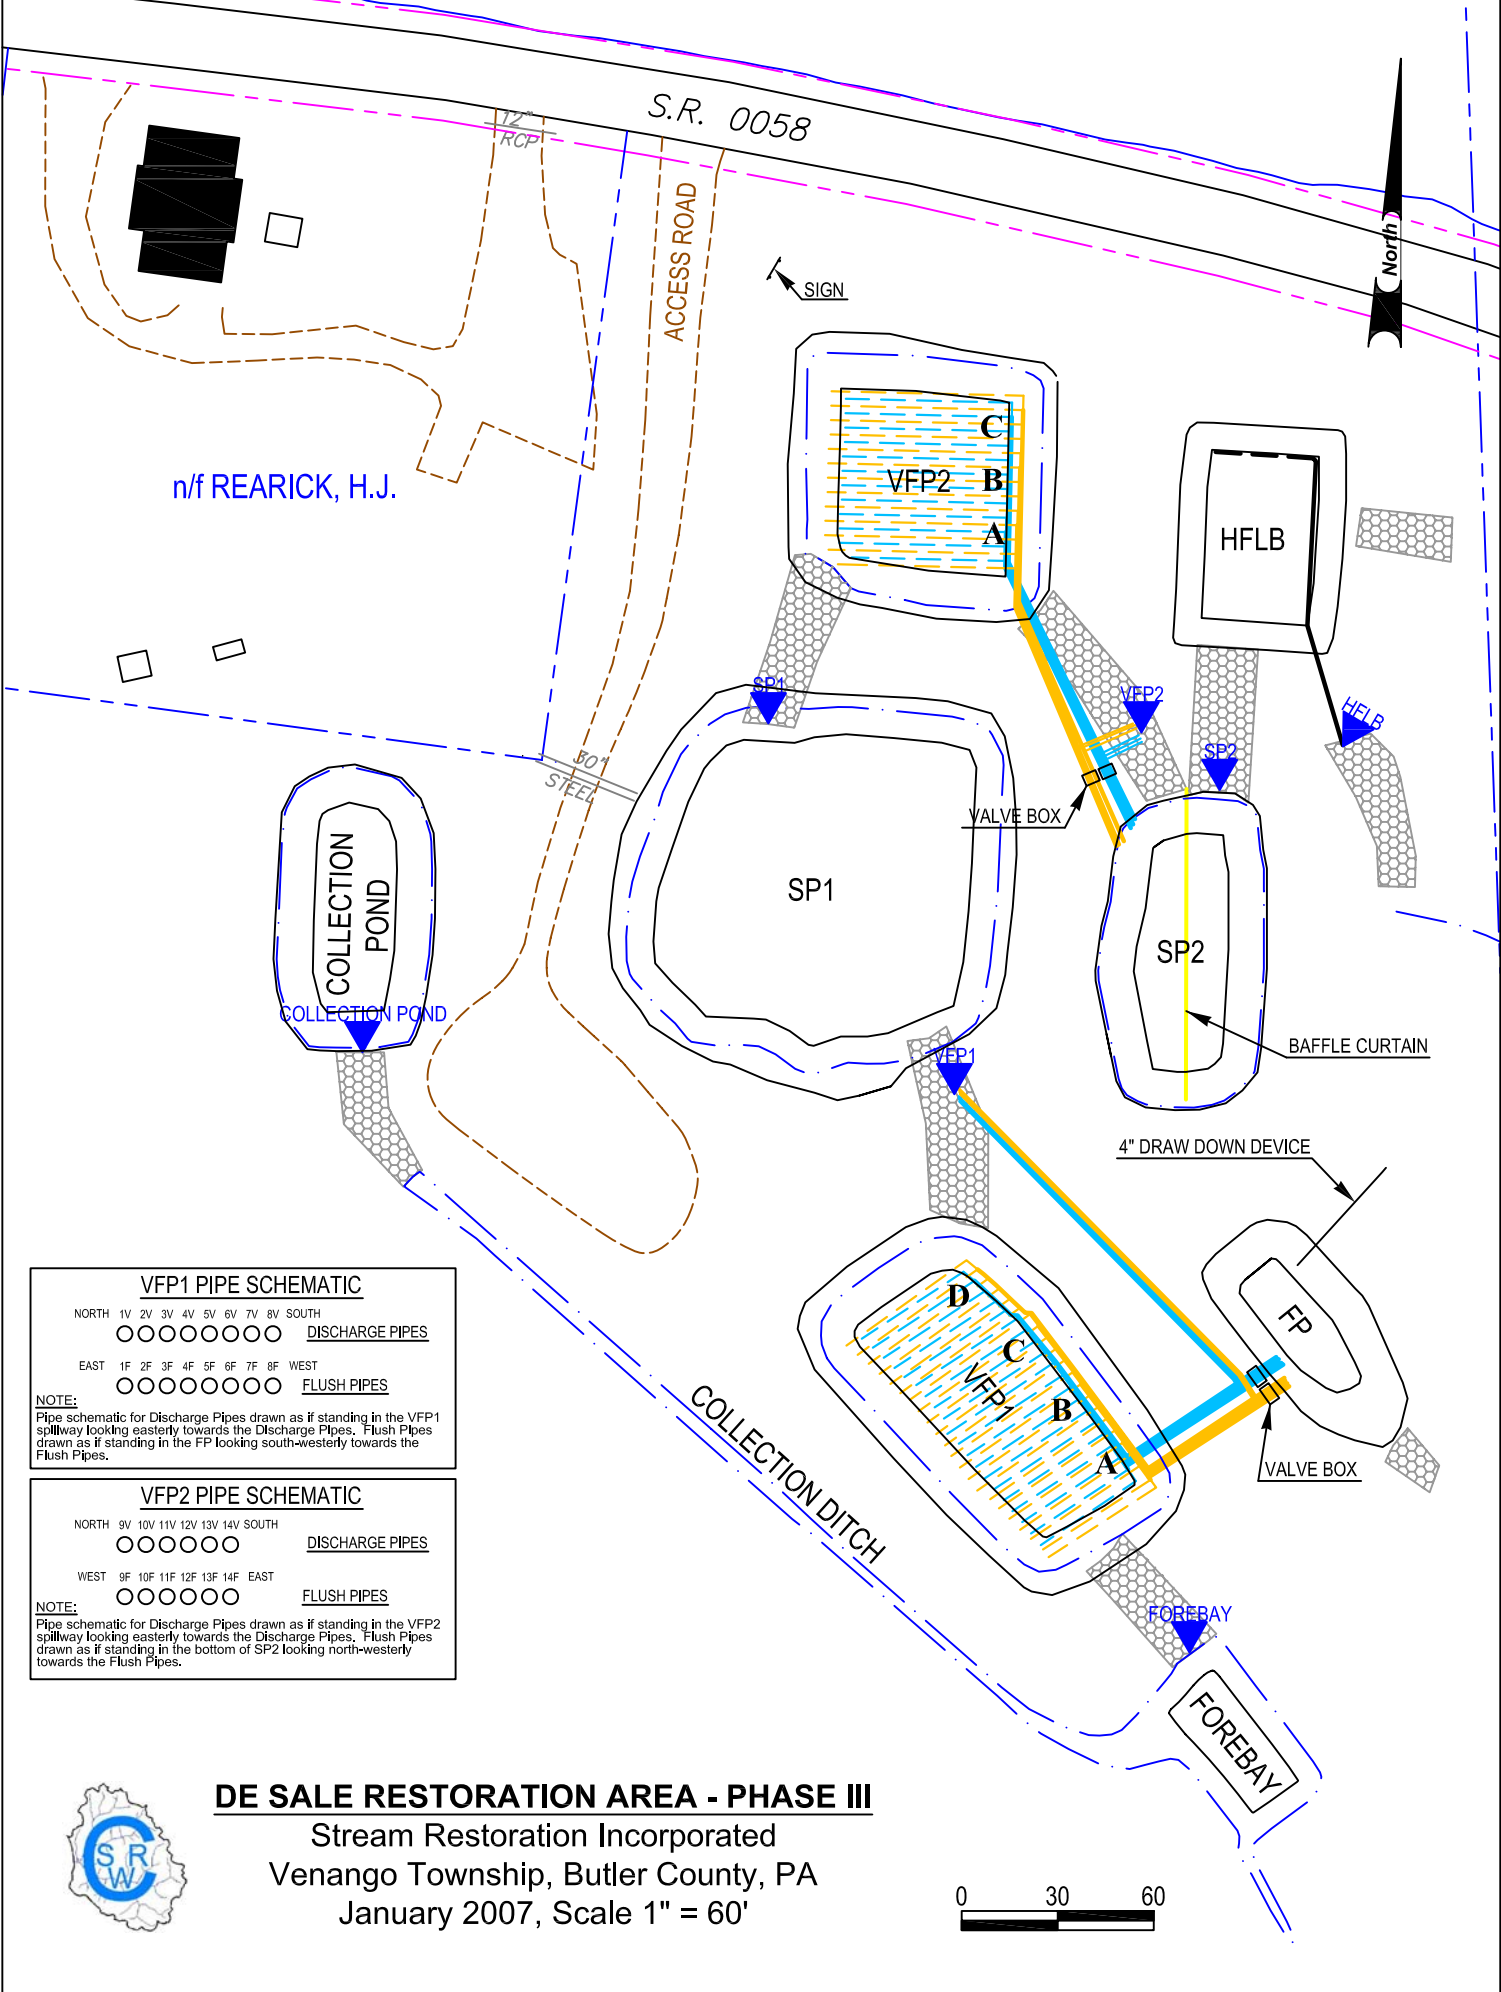 S.R. 0058
12"
RCP
North
ACCESS ROAD
SIGN
C
VFP2
B
A
n/f REARICK, H.J.
HFLB
SP1
VFP2
HFLB
SP2
30"
STEEL
VALVE BOX
COLLECTION
POND
SP1
SP2
COLLECTION POND
BAFFLE CURTAIN
VFP1
4" DRAW DOWN DEVICE
D
C
VFP1
B
A
FP
VALVE BOX
COLLECTION DITCH
FOREBAY
FOREBAY
VFP1 PIPE SCHEMATIC
NORTH 1V 2V 3V 4V 5V 6V 7V 8V SOUTH
DISCHARGE PIPES
EAST 1F 2F 3F 4F 5F 6F 7F 8F WEST
FLUSH PIPES
NOTE:
Pipe schematic for Discharge Pipes drawn as if standing in the VFP1
spillway looking easterly towards the Discharge Pipes. Flush Pipes
drawn as if standing in the FP looking south-westerly towards the
Flush Pipes.
VFP2 PIPE SCHEMATIC
NORTH 9V 10V 11V 12V 13V 14V SOUTH
DISCHARGE PIPES
WEST 9F 10F 11F 12F 13F 14F EAST
FLUSH PIPES
NOTE:
Pipe schematic for Discharge Pipes drawn as if standing in the VFP2
spillway looking easterly towards the Discharge Pipes. Flush Pipes
drawn as if standing in the bottom of SP2 looking north-westerly
towards the Flush Pipes.
S R
W C
DE SALE RESTORATION AREA - PHASE III
Stream Restoration Incorporated
Venango Township, Butler County, PA
January 2007, Scale 1" = 60'
0 30 60